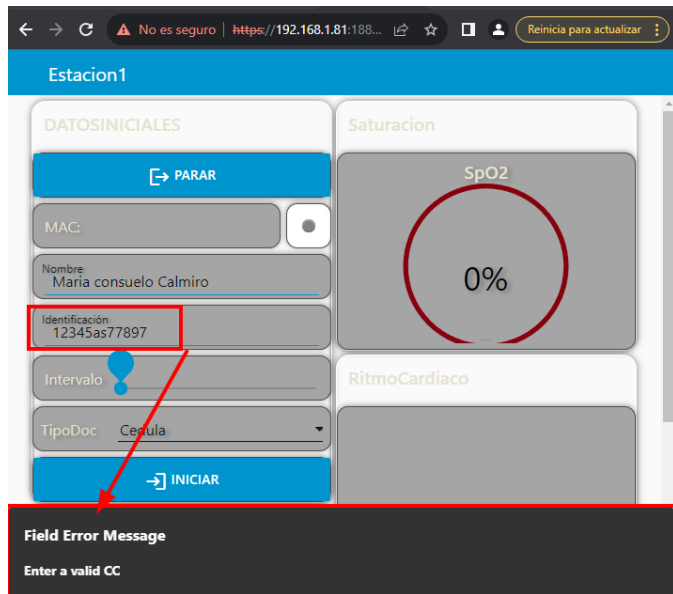 No es seguro | https://192.168.1.81:188...
Reinicia para actualizar
Estacion1
DATOSINICIALES
PARAR
MAC:
Nombre
Maria consuelo Calmiro
Identificación
12345as77897
Intervalo
TipoDoc Cedula
INICIAR
Saturacion
SpO2
0%
RitmoCardiaco
Field Error Message
Enter a valid CC